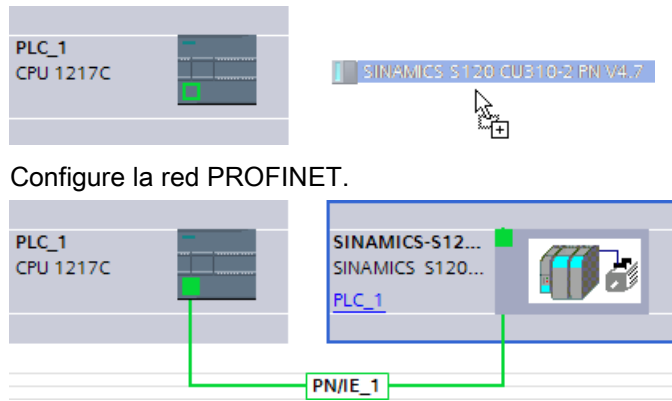 PLC_1
CPU 1217C
SINAMICS S120 CU310-2 PN V4.7
Configure la red PROFINET.
PLC_1
CPU 1217C
SINAMICS-S12...
SINAMICS S120...
PLC_1
PN/IE_1